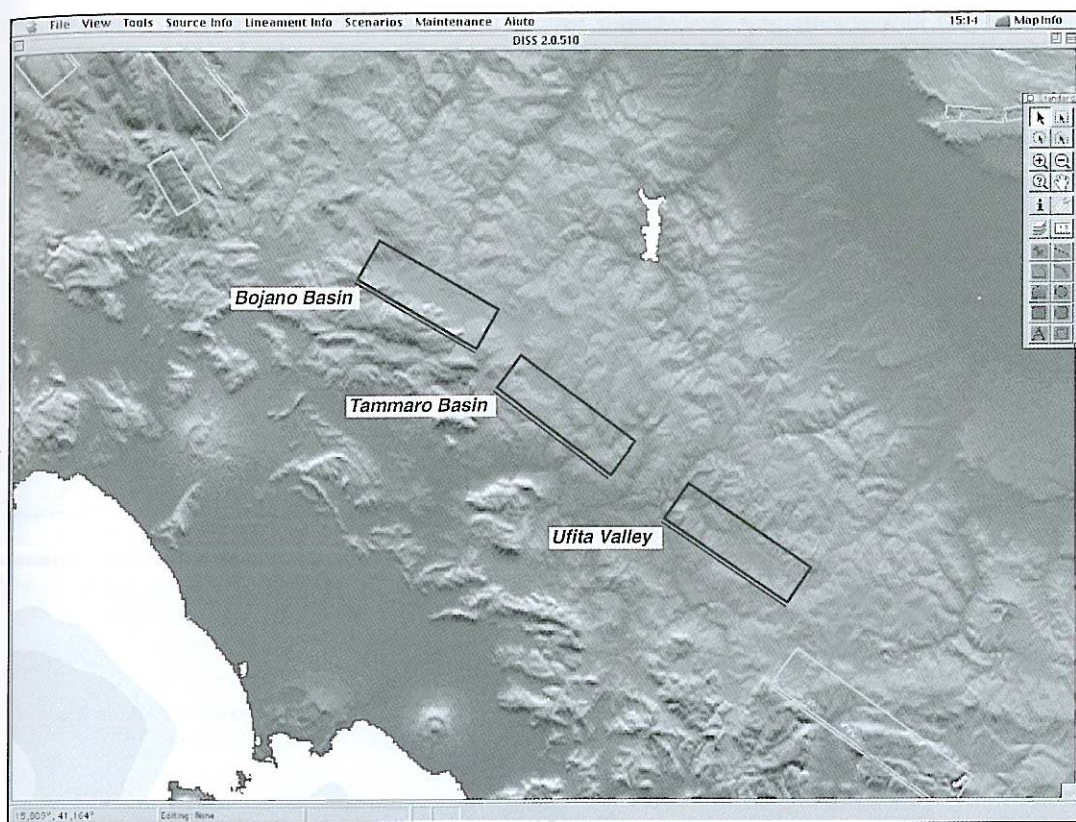 File View Tools Source Info Lineament Info Scenarios Maintenance Aiuto 15:14 MapInfo
DISS 2.0.510
Bojano Basin
Tammaro Basin
Ufita Valley
Editing: None